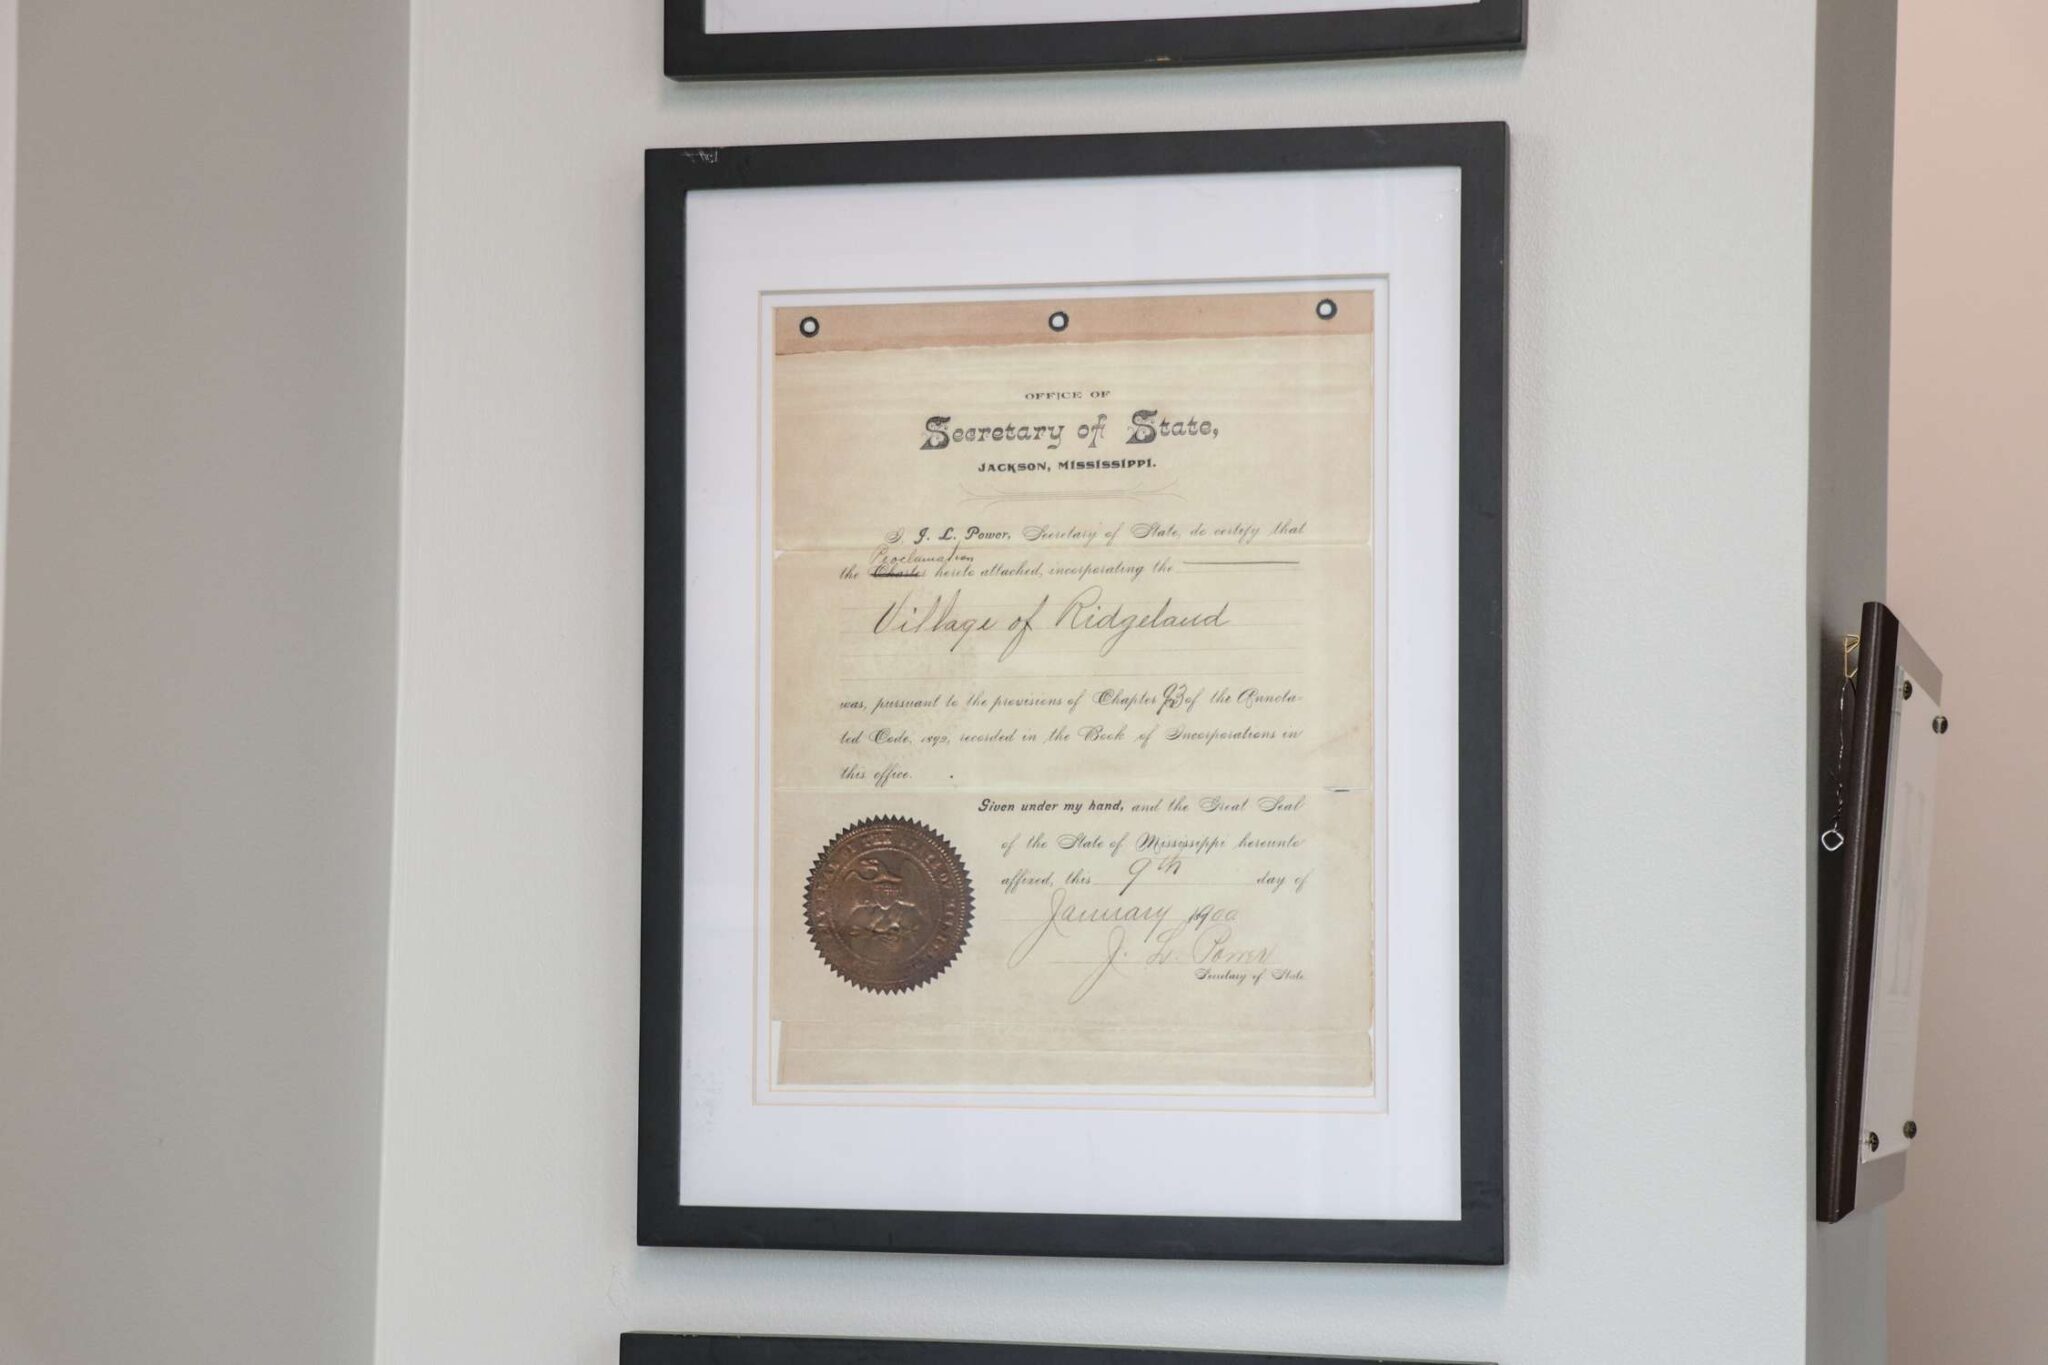 OFFICE OF
Secretary of State,
JACKSON, MISSISSIPPI.
I, J. L. Power, Secretary of State, do certify that
Proclamation
the Charter hereto attached, incorporating the
Village of Ridgeland
was, pursuant to the provisions of Chapter 93 of the Annota-
ted Code, 1892, recorded in the Book of Incorporations in
this office.
Given under my hand, and the Great Seal
of the State of Mississippi hereunto
affixed, this 9th day of
January 1900
J. L. Power
Secretary of State